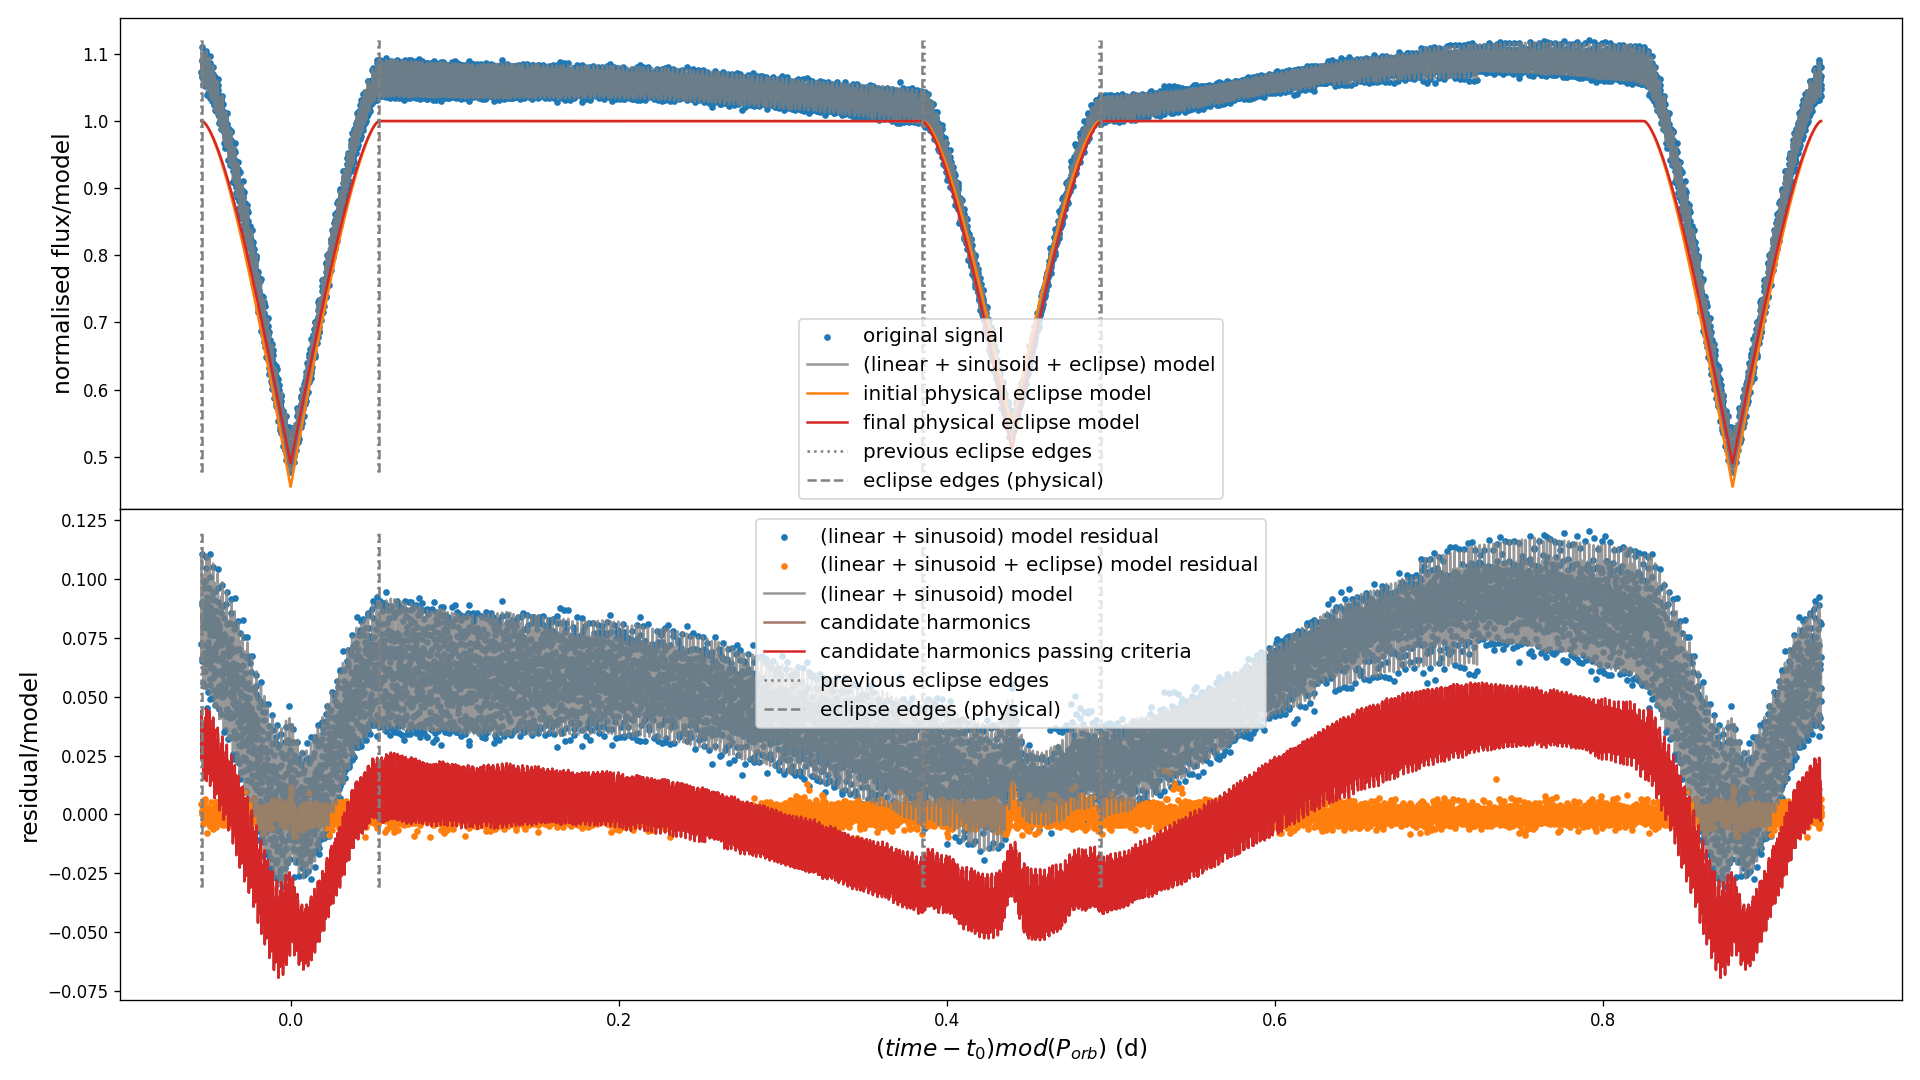 normalised flux/model
1.1
1.0
0.9
0.8
0.7
0.6
0.5
original signal
(linear + sinusoid + eclipse) model
initial physical eclipse model
final physical eclipse model
previous eclipse edges
eclipse edges (physical)
residual/model
0.125
0.100
0.075
0.050
0.025
0.000
−0.025
−0.050
−0.075
(linear + sinusoid) model residual
(linear + sinusoid + eclipse) model residual
(linear + sinusoid) model
candidate harmonics
candidate harmonics passing criteria
previous eclipse edges
eclipse edges (physical)
0.0 0.2 0.4 0.6 0.8
(time − t₀)mod(Pₒᵣb) (d)